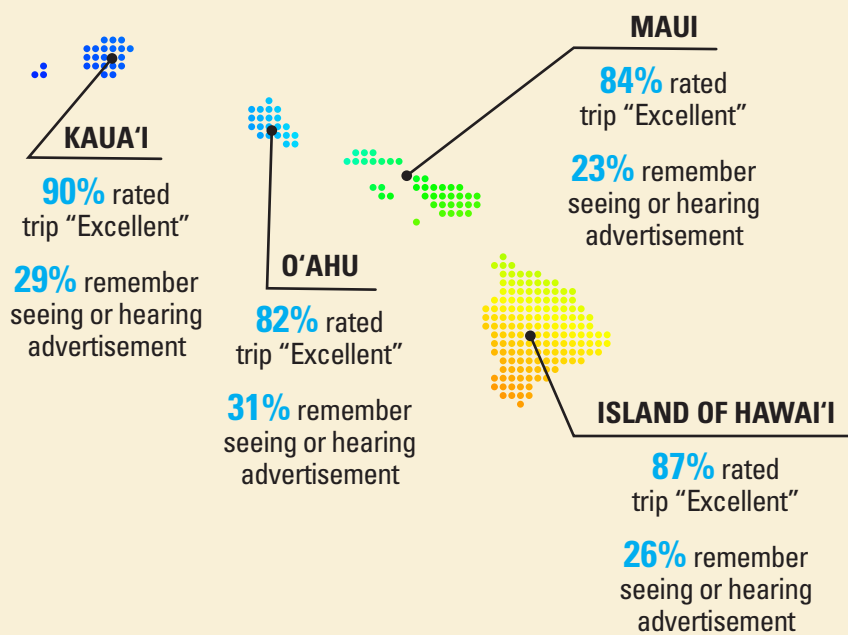 KAUA‘I
90% rated
trip “Excellent”
29% remember
seeing or hearing
advertisement
O‘AHU
82% rated
trip “Excellent”
31% remember
seeing or hearing
advertisement
MAUI
84% rated
trip “Excellent”
23% remember
seeing or hearing
advertisement
ISLAND OF HAWAI‘I
87% rated
trip “Excellent”
26% remember
seeing or hearing
advertisement